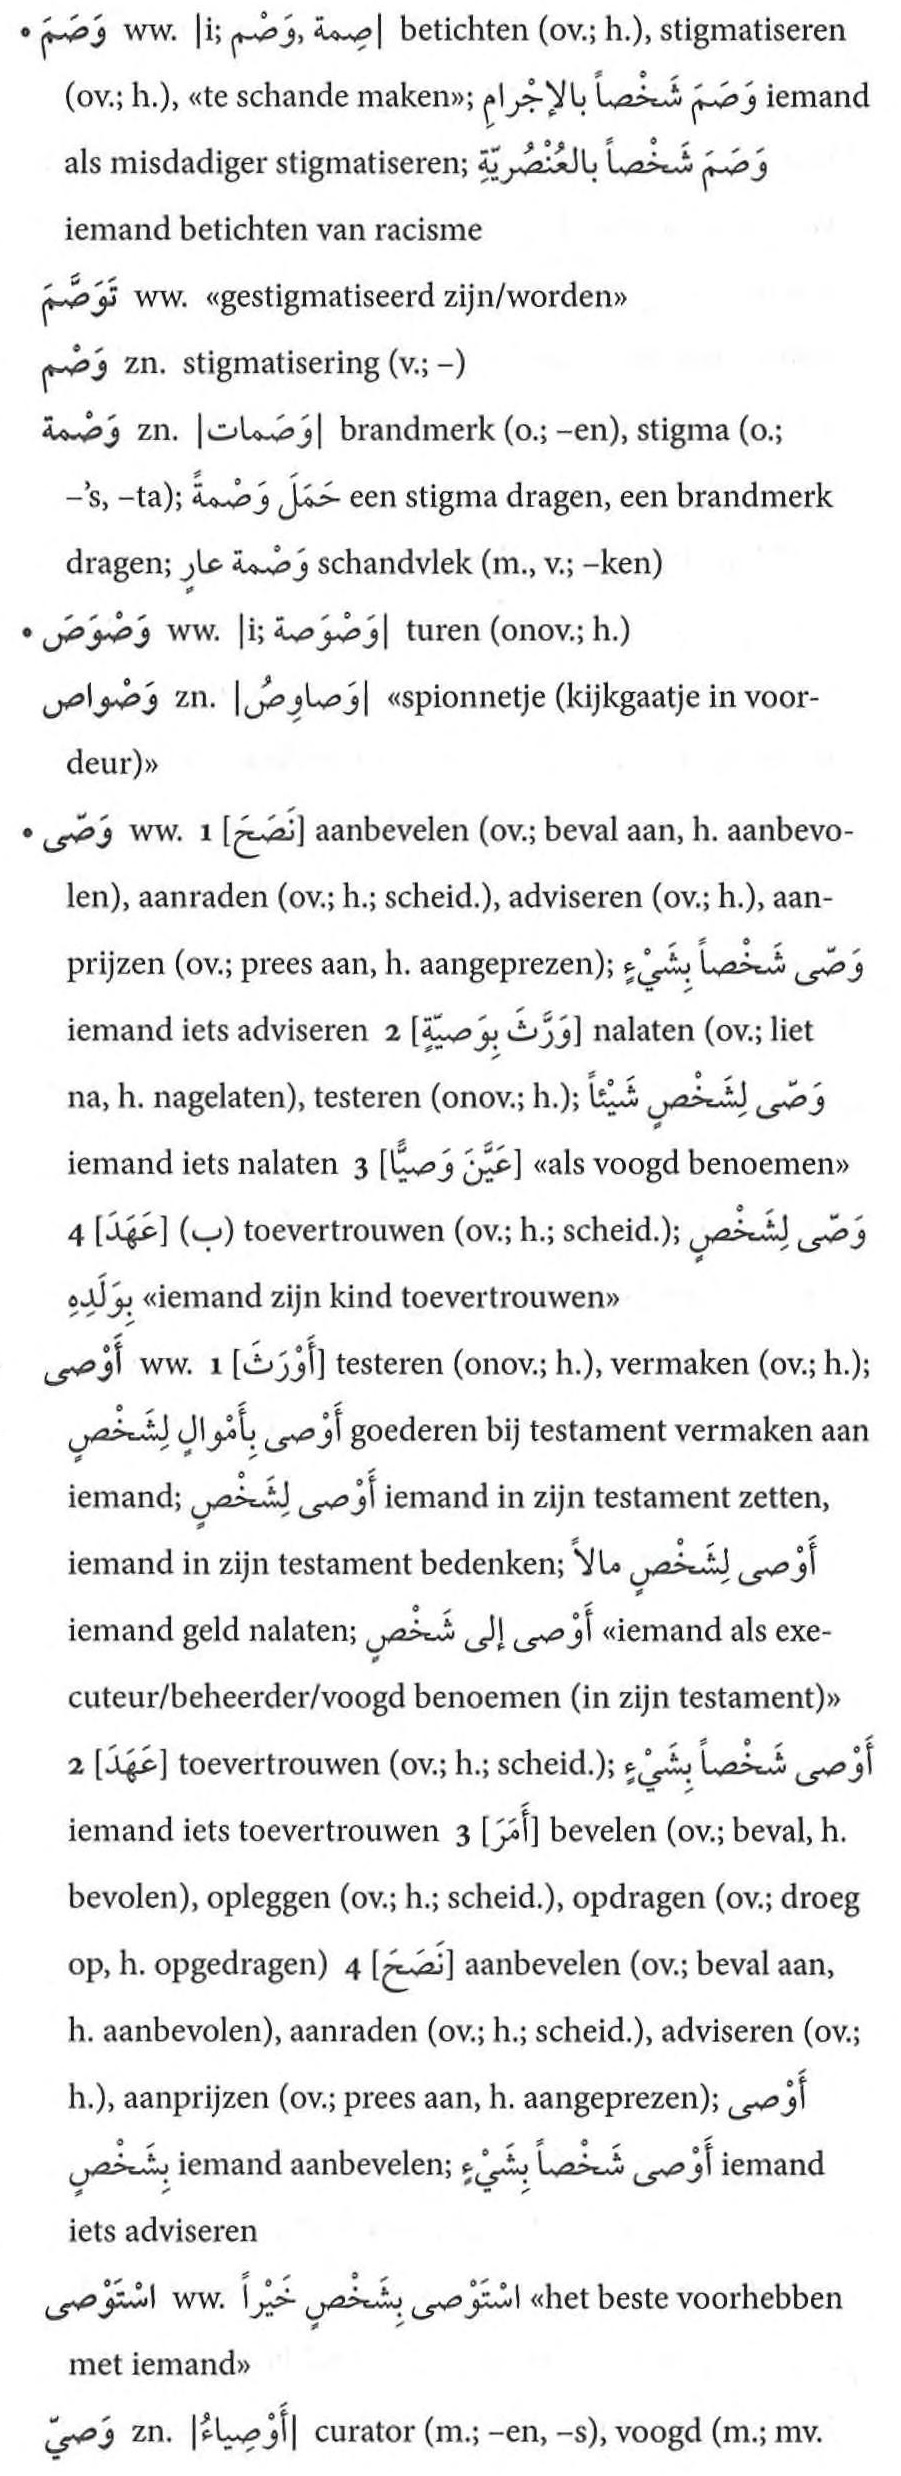 • وَصَمَ ww. |i; صِمة, وَصْم| betichten (ov.; h.), stigmatiseren
(ov.; h.), «te schande maken»; وَصَمَ شَخْصاً بالإجْرامِ iemand
als misdadiger stigmatiseren; وَصَمَ شَخْصاً بالعُنْصُريّةِ
iemand betichten van racisme
تَوَصَّمَ ww. «gestigmatiseerd zijn/worden»
وَصْم zn. stigmatisering (v.; –)
وَصْمة zn. |وَصَمات| brandmerk (o.; –en), stigma (o.;
–’s, –ta); حَمَلَ وَصْمةً een stigma dragen, een brandmerk
dragen; وَصْمة عارٍ schandvlek (m., v.; –ken)
• وَصْوَصَ ww. |i; وَصْوَصة| turen (onov.; h.)
وَصْواص zn. |وَصاوِصُ| «spionnetje (kijkgaatje in voor-
deur)»
• وَصّى ww. 1 [نَصَحَ] aanbevelen (ov.; beval aan, h. aanbevo-
len), aanraden (ov.; h.; scheid.), adviseren (ov.; h.), aan-
prijzen (ov.; prees aan, h. aangeprezen); وَصّى شَخْصاً بِشَيْءٍ
iemand iets adviseren 2 [وَرَّثَ بِوَصيّةٍ] nalaten (ov.; liet
na, h. nagelaten), testeren (onov.; h.); وَصّى لِشَخْصٍ شَيْئاً
iemand iets nalaten 3 [عَيَّنَ وَصيًّا] «als voogd benoemen»
4 [عَهَدَ] (ب) toevertrouwen (ov.; h.; scheid.); وَصّى لِشَخْصٍ
بِوَلَدِهِ «iemand zijn kind toevertrouwen»
أَوْصى ww. 1 [أَوْرَثَ] testeren (onov.; h.), vermaken (ov.; h.);
أَوْصى بِأَمْوالٍ لِشَخْصٍ goederen bij testament vermaken aan
iemand; أَوْصى لِشَخْصٍ iemand in zijn testament zetten,
iemand in zijn testament bedenken; أَوْصى لِشَخْصٍ مالاً
iemand geld nalaten; أَوْصى إلى شَخْصٍ «iemand als exe-
cuteur/beheerder/voogd benoemen (in zijn testament)»
2 [عَهَدَ] toevertrouwen (ov.; h.; scheid.); أَوْصى شَخْصاً بِشَيْءٍ
iemand iets toevertrouwen 3 [أَمَرَ] bevelen (ov.; beval, h.
bevolen), opleggen (ov.; h.; scheid.), opdragen (ov.; droeg
op, h. opgedragen) 4 [نَصَحَ] aanbevelen (ov.; beval aan,
h. aanbevolen), aanraden (ov.; h.; scheid.), adviseren (ov.;
h.), aanprijzen (ov.; prees aan, h. aangeprezen); أَوْصى
بِشَخْصٍ iemand aanbevelen; أَوْصى شَخْصاً بِشَيْءٍ iemand
iets adviseren
اسْتَوْصى ww. اسْتَوْصى بِشَخْصٍ خَيْراً «het beste voorhebben
met iemand»
وَصيّ zn. |أَوْصِياءُ| curator (m.; –en, –s), voogd (m.; mv.